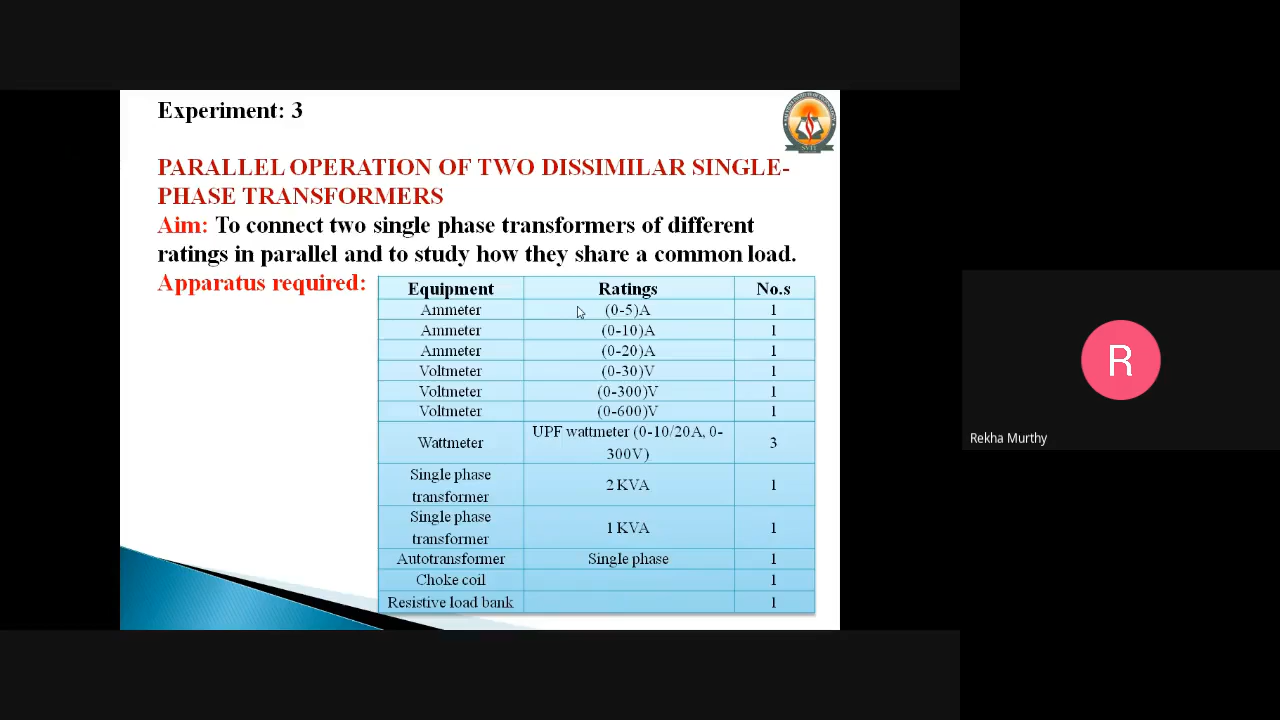 Experiment: 3
PARALLEL OPERATION OF TWO DISSIMILAR SINGLE-
PHASE TRANSFORMERS
Aim: To connect two single phase transformers of different
ratings in parallel and to study how they share a common load.
Apparatus required:
Equipment Ratings No.s
Ammeter (0-5)A 1
Ammeter (0-10)A 1
Ammeter (0-20)A 1
Voltmeter (0-30)V 1
Voltmeter (0-300)V 1
Voltmeter (0-600)V 1
Wattmeter UPF wattmeter (0-10/20A, 0-
300V) 3
Single phase
transformer 2 KVA 1
Single phase
transformer 1 KVA 1
Autotransformer Single phase 1
Choke coil 1
Resistive load bank 1
SVIT
R
Rekha Murthy